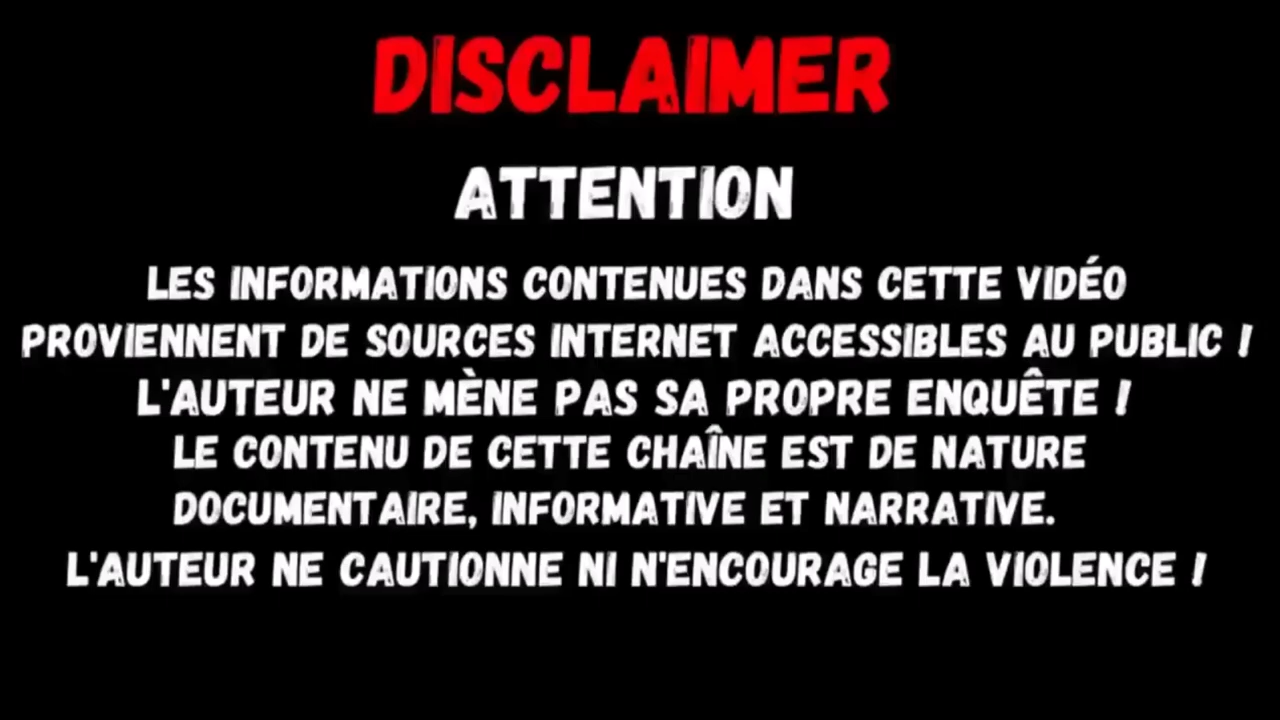 DISCLAIMER
ATTENTION
LES INFORMATIONS CONTENUES DANS CETTE VIDÉO
PROVIENNENT DE SOURCES INTERNET ACCESSIBLES AU PUBLIC !
L'AUTEUR NE MÈNE PAS SA PROPRE ENQUÊTE !
LE CONTENU DE CETTE CHAÎNE EST DE NATURE
DOCUMENTAIRE, INFORMATIVE ET NARRATIVE.
L'AUTEUR NE CAUTIONNE NI N'ENCOURAGE LA VIOLENCE !